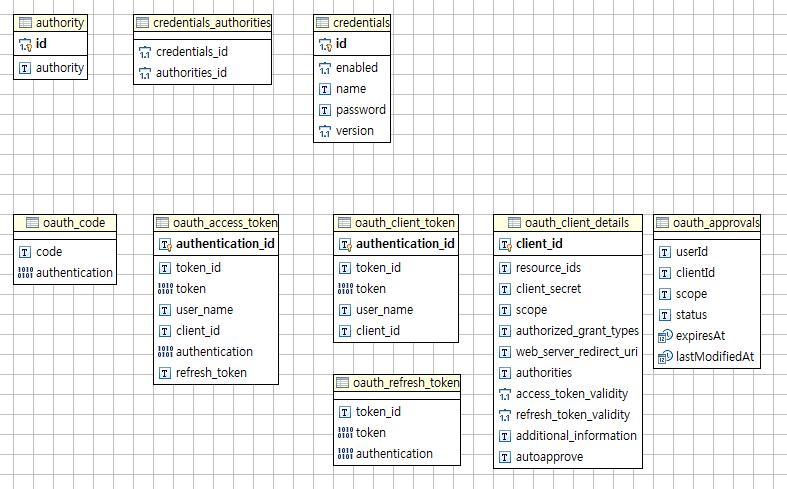 authority
id
authority
credentials_authorities
credentials_id
authorities_id
credentials
id
enabled
name
password
version
oauth_code
code
authentication
oauth_access_token
authentication_id
token_id
token
user_name
client_id
authentication
refresh_token
oauth_client_token
authentication_id
token_id
token
user_name
client_id
oauth_refresh_token
token_id
token
authentication
oauth_client_details
client_id
resource_ids
client_secret
scope
authorized_grant_types
web_server_redirect_uri
authorities
access_token_validity
refresh_token_validity
additional_information
autoapprove
oauth_approvals
userId
clientId
scope
status
expiresAt
lastModifiedAt